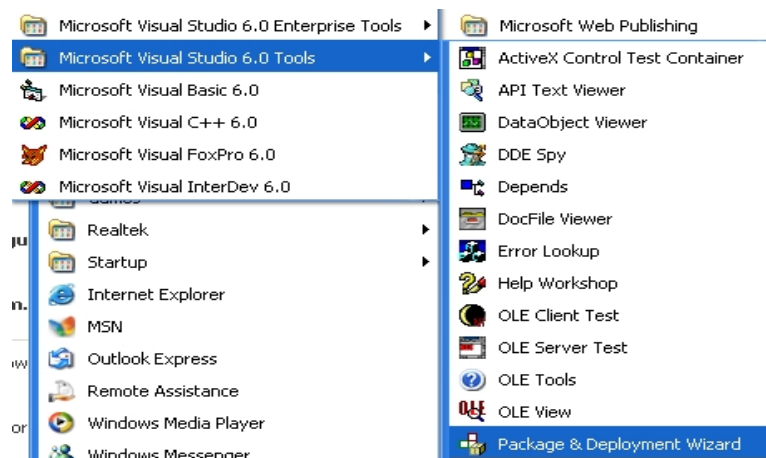 Microsoft Visual Studio 6.0 Enterprise Tools
Microsoft Visual Studio 6.0 Tools
Microsoft Visual Basic 6.0
Microsoft Visual C++ 6.0
Microsoft Visual FoxPro 6.0
Microsoft Visual InterDev 6.0
Realtek
Startup
Internet Explorer
MSN
Outlook Express
Remote Assistance
Windows Media Player
Windows Messenger
Microsoft Web Publishing
ActiveX Control Test Container
API Text Viewer
DataObject Viewer
DDE Spy
Depends
DocFile Viewer
Error Lookup
Help Workshop
OLE Client Test
OLE Server Test
OLE Tools
OLE View
Package & Deployment Wizard